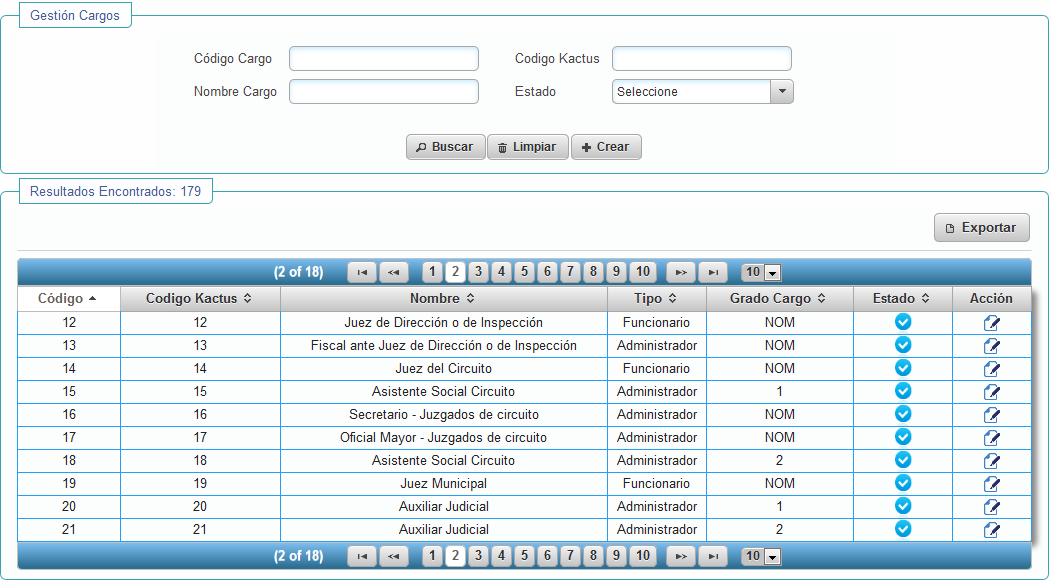 Gestión Cargos
Código Cargo Codigo Kactus
Nombre Cargo Estado Seleccione
Buscar Limpiar Crear
Resultados Encontrados: 179
Exportar
(2 of 18) 1 2 3 4 5 6 7 8 9 10 10
Código Codigo Kactus Nombre Tipo Grado Cargo Estado Acción
12 12 Juez de Dirección o de Inspección Funcionario NOM
13 13 Fiscal ante Juez de Dirección o de Inspección Administrador NOM
14 14 Juez del Circuito Funcionario NOM
15 15 Asistente Social Circuito Administrador 1
16 16 Secretario - Juzgados de circuito Administrador NOM
17 17 Oficial Mayor - Juzgados de circuito Administrador NOM
18 18 Asistente Social Circuito Administrador 2
19 19 Juez Municipal Funcionario NOM
20 20 Auxiliar Judicial Administrador 1
21 21 Auxiliar Judicial Administrador 2
(2 of 18) 1 2 3 4 5 6 7 8 9 10 10